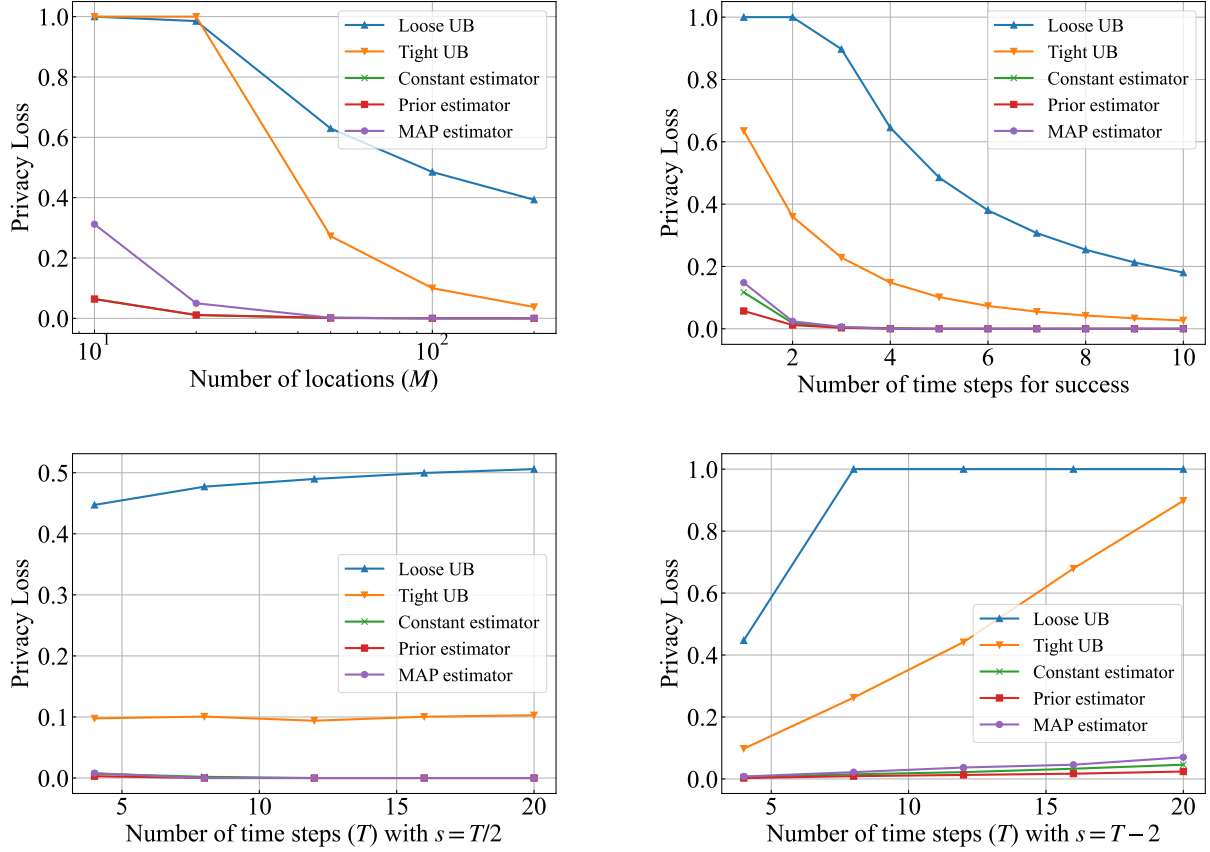 Privacy Loss
1.0
0.8
0.6
0.4
0.2
0.0
Loose UB
Tight UB
Constant estimator
Prior estimator
MAP estimator
10^1
10^2
Number of locations (M)
Privacy Loss
1.0
0.8
0.6
0.4
0.2
0.0
Loose UB
Tight UB
Constant estimator
Prior estimator
MAP estimator
2
4
6
8
10
Number of time steps for success
Privacy Loss
0.5
0.4
0.3
0.2
0.1
0.0
Loose UB
Tight UB
Constant estimator
Prior estimator
MAP estimator
5
10
15
20
Number of time steps (T) with s = T/2
Privacy Loss
1.0
0.8
0.6
0.4
0.2
0.0
Loose UB
Tight UB
Constant estimator
Prior estimator
MAP estimator
5
10
15
20
Number of time steps (T) with s = T − 2